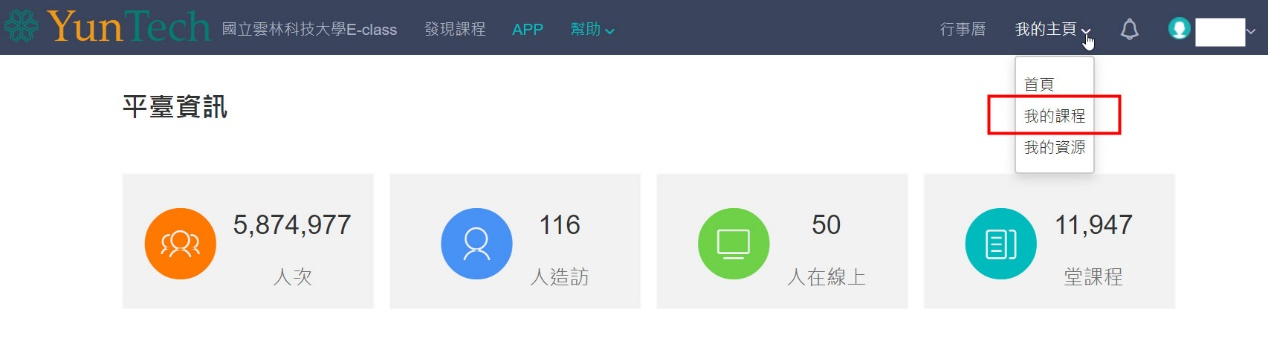 YunTech 國立雲林科技大學E-class 發現課程 APP 幫助 行事曆 我的主頁
首頁
我的課程
我的資源
平臺資訊
5,874,977
人次
116
人造訪
50
人在線上
11,947
堂課程